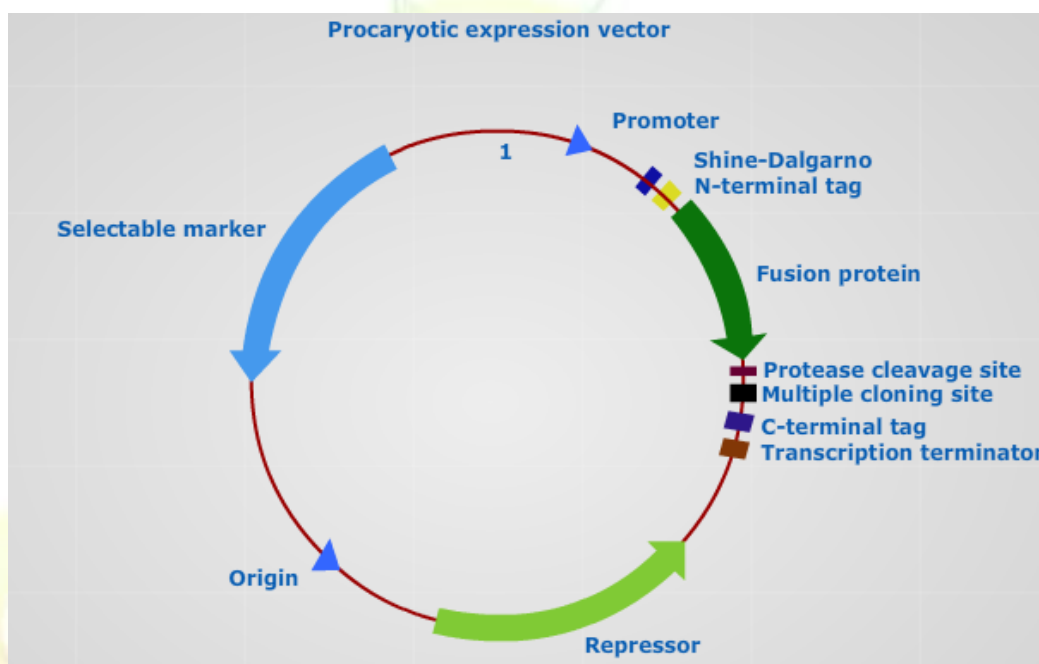 Procaryotic expression vector
Promoter
1
Shine-Dalgarno
N-terminal tag
Selectable marker
Fusion protein
Protease cleavage site
Multiple cloning site
C-terminal tag
Transcription terminator
Origin
Repressor